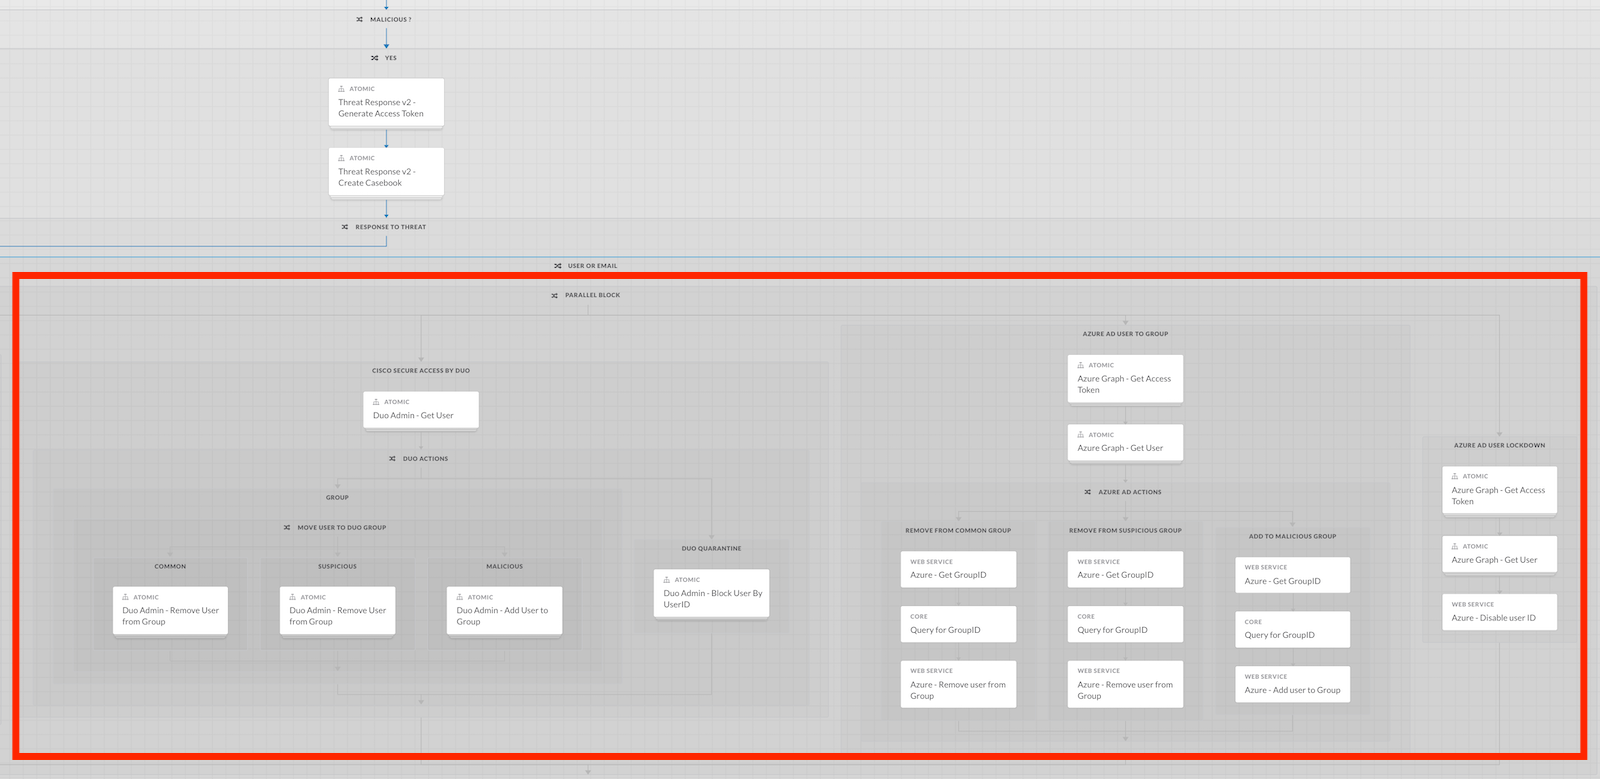 MALICIOUS ?
YES
ATOMIC
Threat Response v2 -
Generate Access Token
ATOMIC
Threat Response v2 -
Create Casebook
RESPONSE TO THREAT
USER OR EMAIL
PARALLEL BLOCK
CISCO SECURE ACCESS BY DUO
ATOMIC
Duo Admin - Get User
DUO ACTIONS
GROUP
MOVE USER TO DUO GROUP
COMMON
ATOMIC
Duo Admin - Remove User
from Group
SUSPICIOUS
ATOMIC
Duo Admin - Remove User
from Group
MALICIOUS
ATOMIC
Duo Admin - Add User to
Group
DUO QUARANTINE
ATOMIC
Duo Admin - Block User By
UserID
AZURE AD USER TO GROUP
ATOMIC
Azure Graph - Get Access
Token
ATOMIC
Azure Graph - Get User
AZURE AD ACTIONS
REMOVE FROM COMMON GROUP
WEB SERVICE
Azure - Get GroupID
CORE
Query for GroupID
WEB SERVICE
Azure - Remove user from
Group
REMOVE FROM SUSPICIOUS GROUP
WEB SERVICE
Azure - Get GroupID
CORE
Query for GroupID
WEB SERVICE
Azure - Remove user from
Group
ADD TO MALICIOUS GROUP
WEB SERVICE
Azure - Get GroupID
CORE
Query for GroupID
WEB SERVICE
Azure - Add user to Group
AZURE AD USER LOCKDOWN
ATOMIC
Azure Graph - Get Access
Token
ATOMIC
Azure Graph - Get User
WEB SERVICE
Azure - Disable user ID